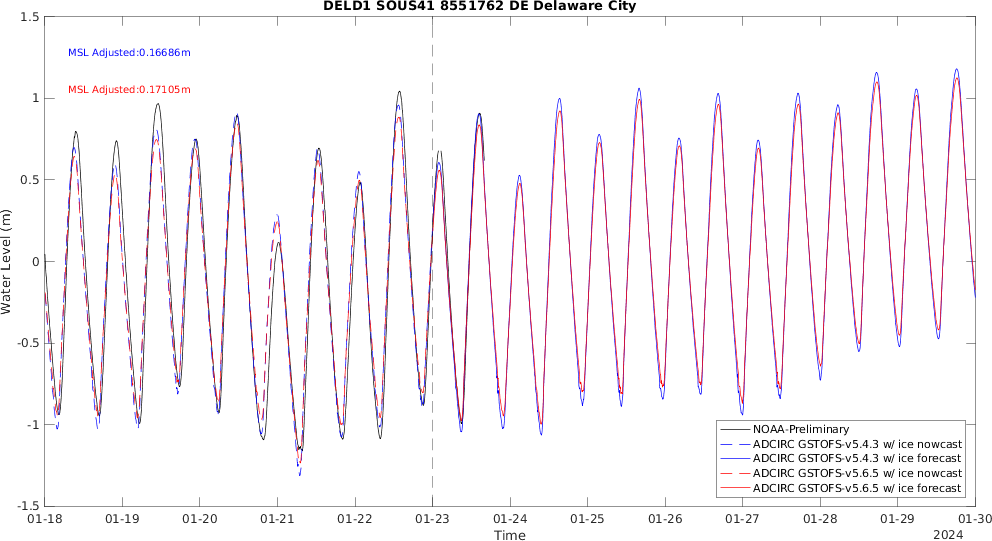 DELD1 SOUS41 8551762 DE Delaware City
1.5
1
0.5
0
-0.5
-1
-1.5
Water Level (m)
MSL Adjusted:0.16686m
MSL Adjusted:0.17105m
NOAA-Preliminary
ADCIRC GSTOFS-v5.4.3 w/ ice nowcast
ADCIRC GSTOFS-v5.4.3 w/ ice forecast
ADCIRC GSTOFS-v5.6.5 w/ ice nowcast
ADCIRC GSTOFS-v5.6.5 w/ ice forecast
01-18 01-19 01-20 01-21 01-22 01-23 01-24 01-25 01-26 01-27 01-28 01-29 01-30
Time
2024